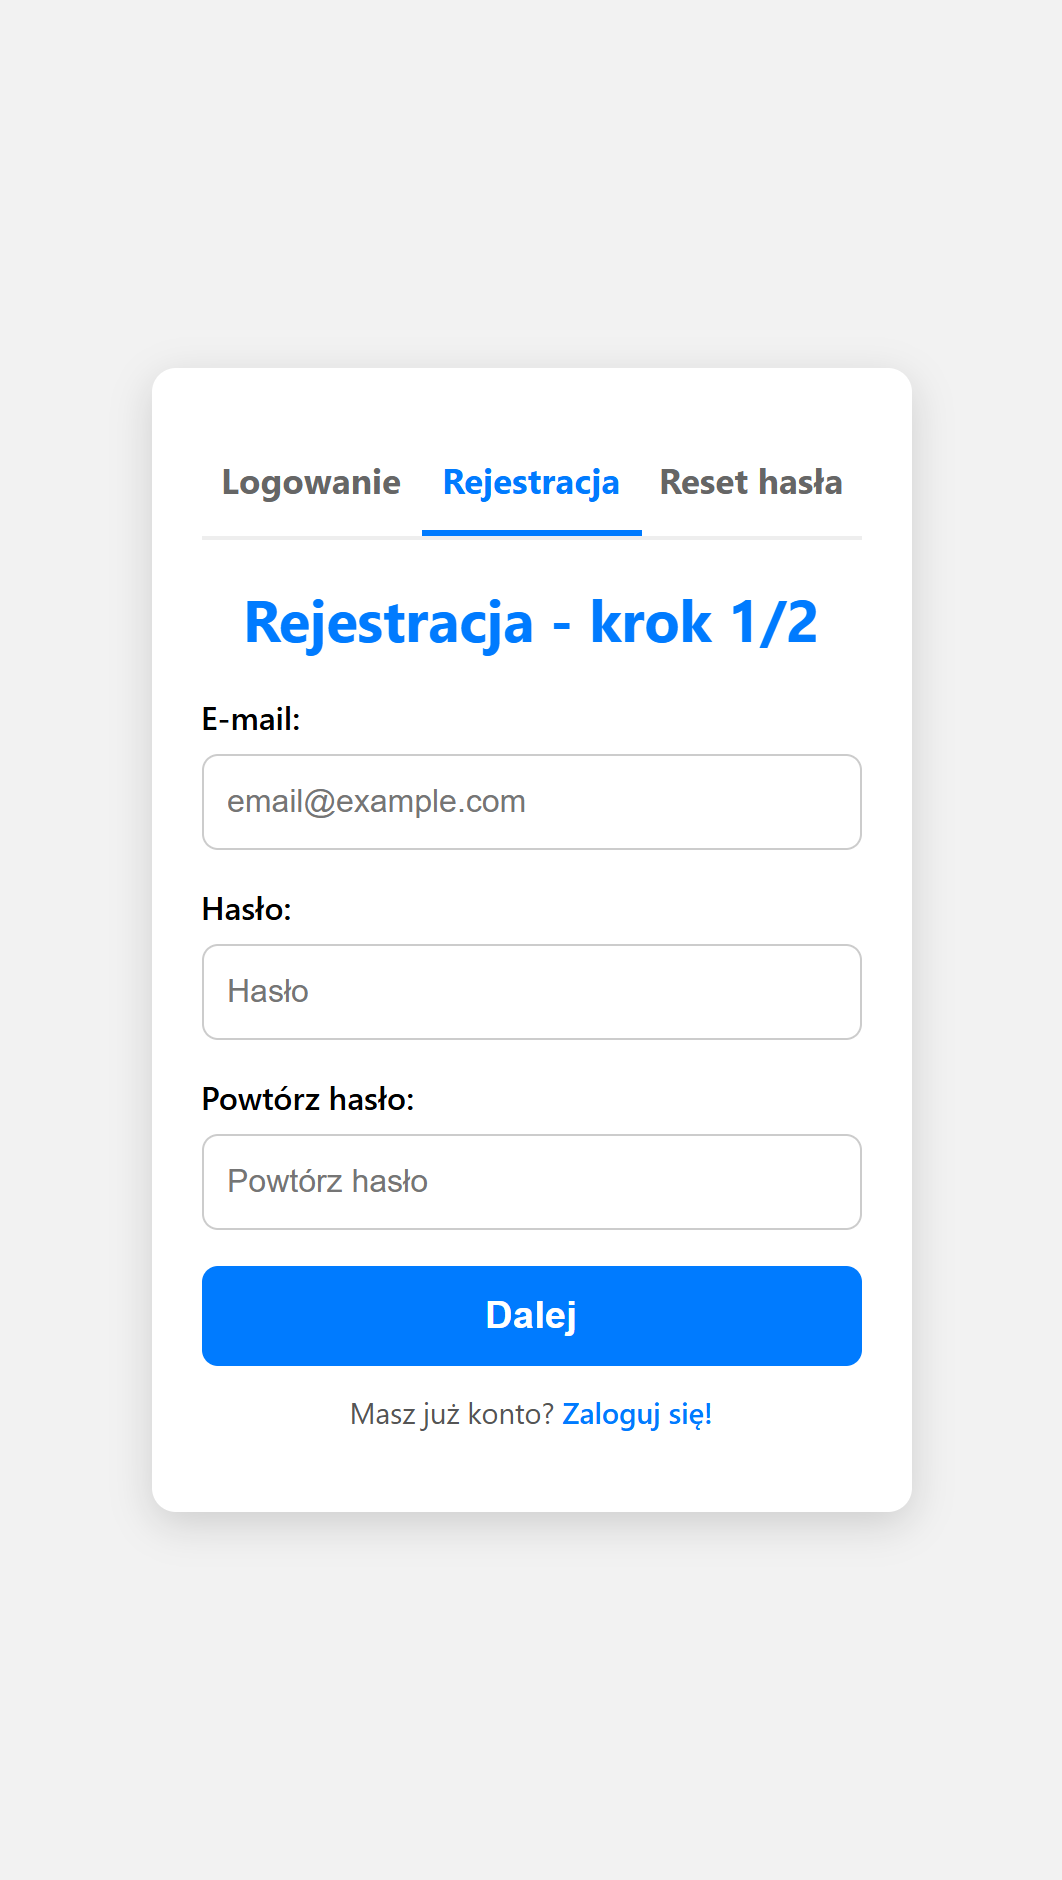 Logowanie Rejestracja Reset hasła
Rejestracja - krok 1/2
E-mail:
email@example.com
Hasło:
Hasło
Powtórz hasło:
Powtórz hasło
Dalej
Masz już konto? Zaloguj się!